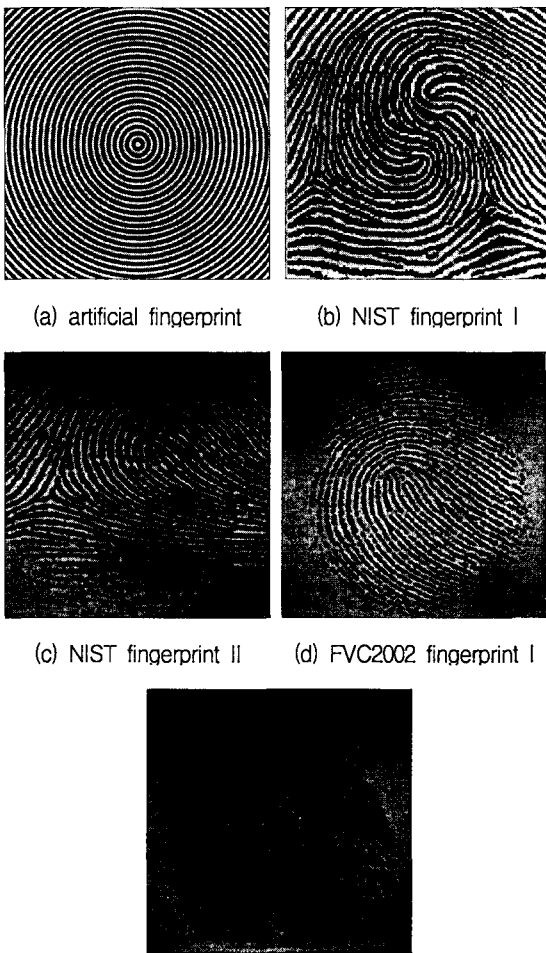 (a) artificial fingerprint
(b) NIST fingerprint I
(c) NIST fingerprint II
(d) FVC2002 fingerprint I